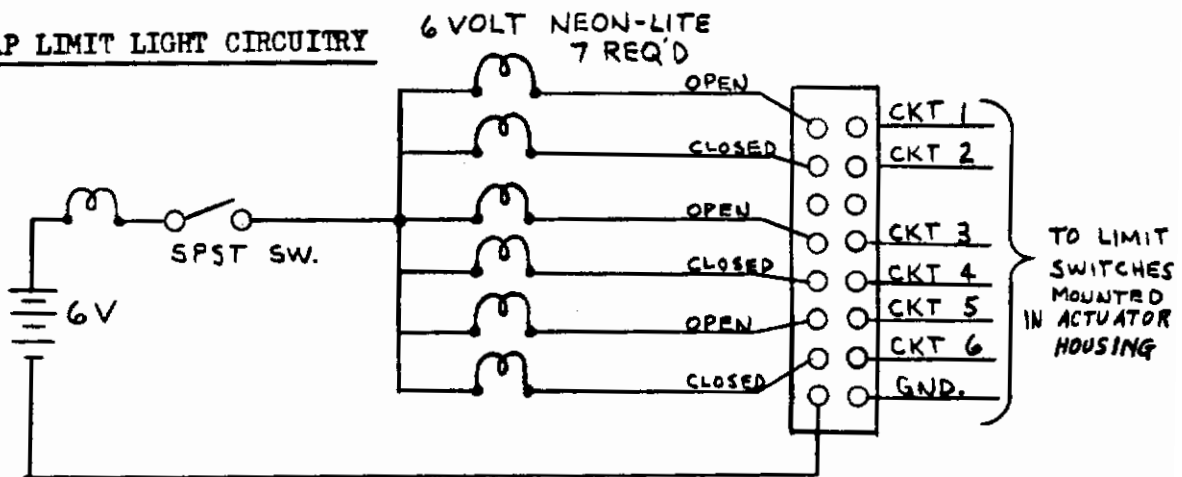 LIMIT LIGHT CIRCUITRY
6 VOLT NEON-LITE
7 REQ'D
OPEN
CLOSED
OPEN
CLOSED
OPEN
CLOSED
SPST SW.
6 V
CKT 1
CKT 2
CKT 3
CKT 4
CKT 5
CKT 6
GND.
TO LIMIT
SWITCHES
MOUNTED
IN ACTUATOR
HOUSING